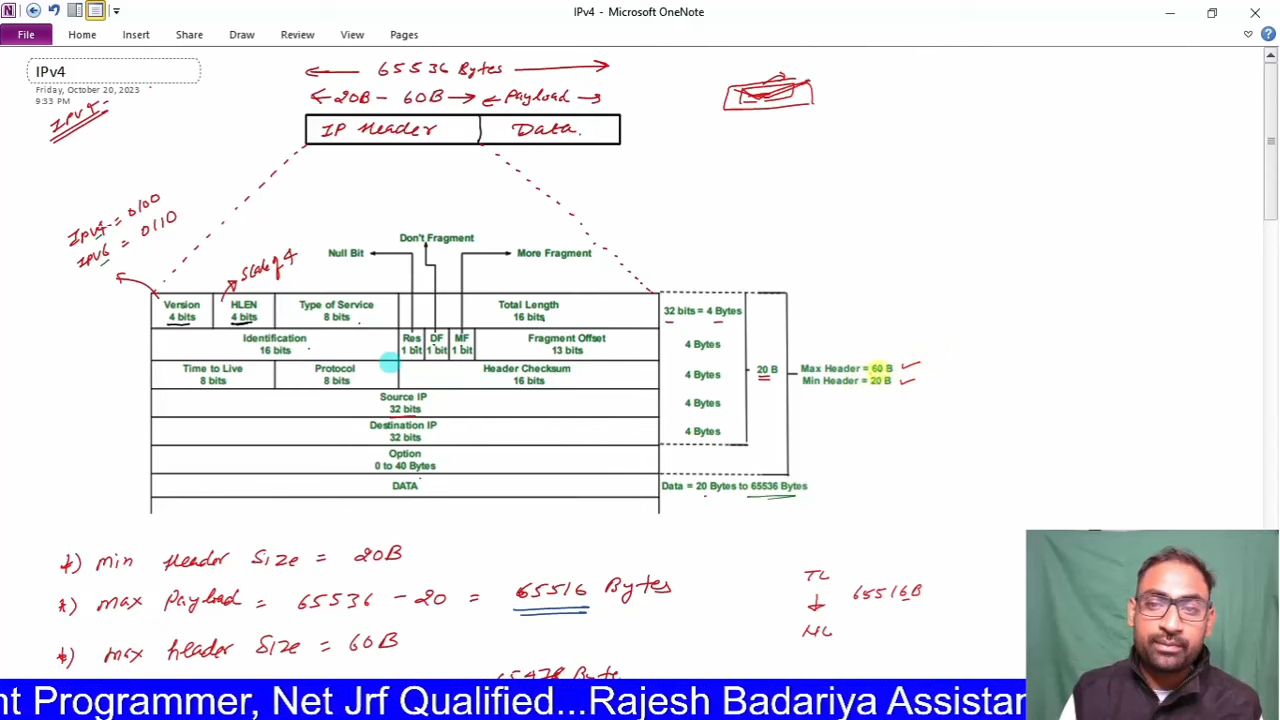 IPv4 - Microsoft OneNote
File Home Insert Share Draw Review View Pages
IPv4
Friday, October 20, 2023
9:33 PM
IPv4
65536 Bytes
20B - 60B Payload
IP Header Data.
IPv4 = 0100
IPv6 = 0110
Scale of 4
Don't Fragment
Null Bit More Fragment
Version HLEN Type of Service Total Length
4 bits 4 bits 8 bits 16 bits
32 bits = 4 Bytes
Identification Res DF MF Fragment Offset
16 bits 1 bit 1 bit 1 bit 13 bits
4 Bytes
Time to Live Protocol Header Checksum
8 bits 8 bits 16 bits
4 Bytes
20 B
Max Header = 60 B
Min Header = 20 B
Source IP
32 bits
4 Bytes
Destination IP
32 bits
4 Bytes
Option
0 to 40 Bytes
DATA
Data = 20 Bytes to 65536 Bytes
*) min Header Size = 20B
*) max Payload = 65536 - 20 = 65516 Bytes
*) max header Size = 60B
TL
65516B
NL
nt Programmer, Net Jrf Qualified...Rajesh Badariya Assistan